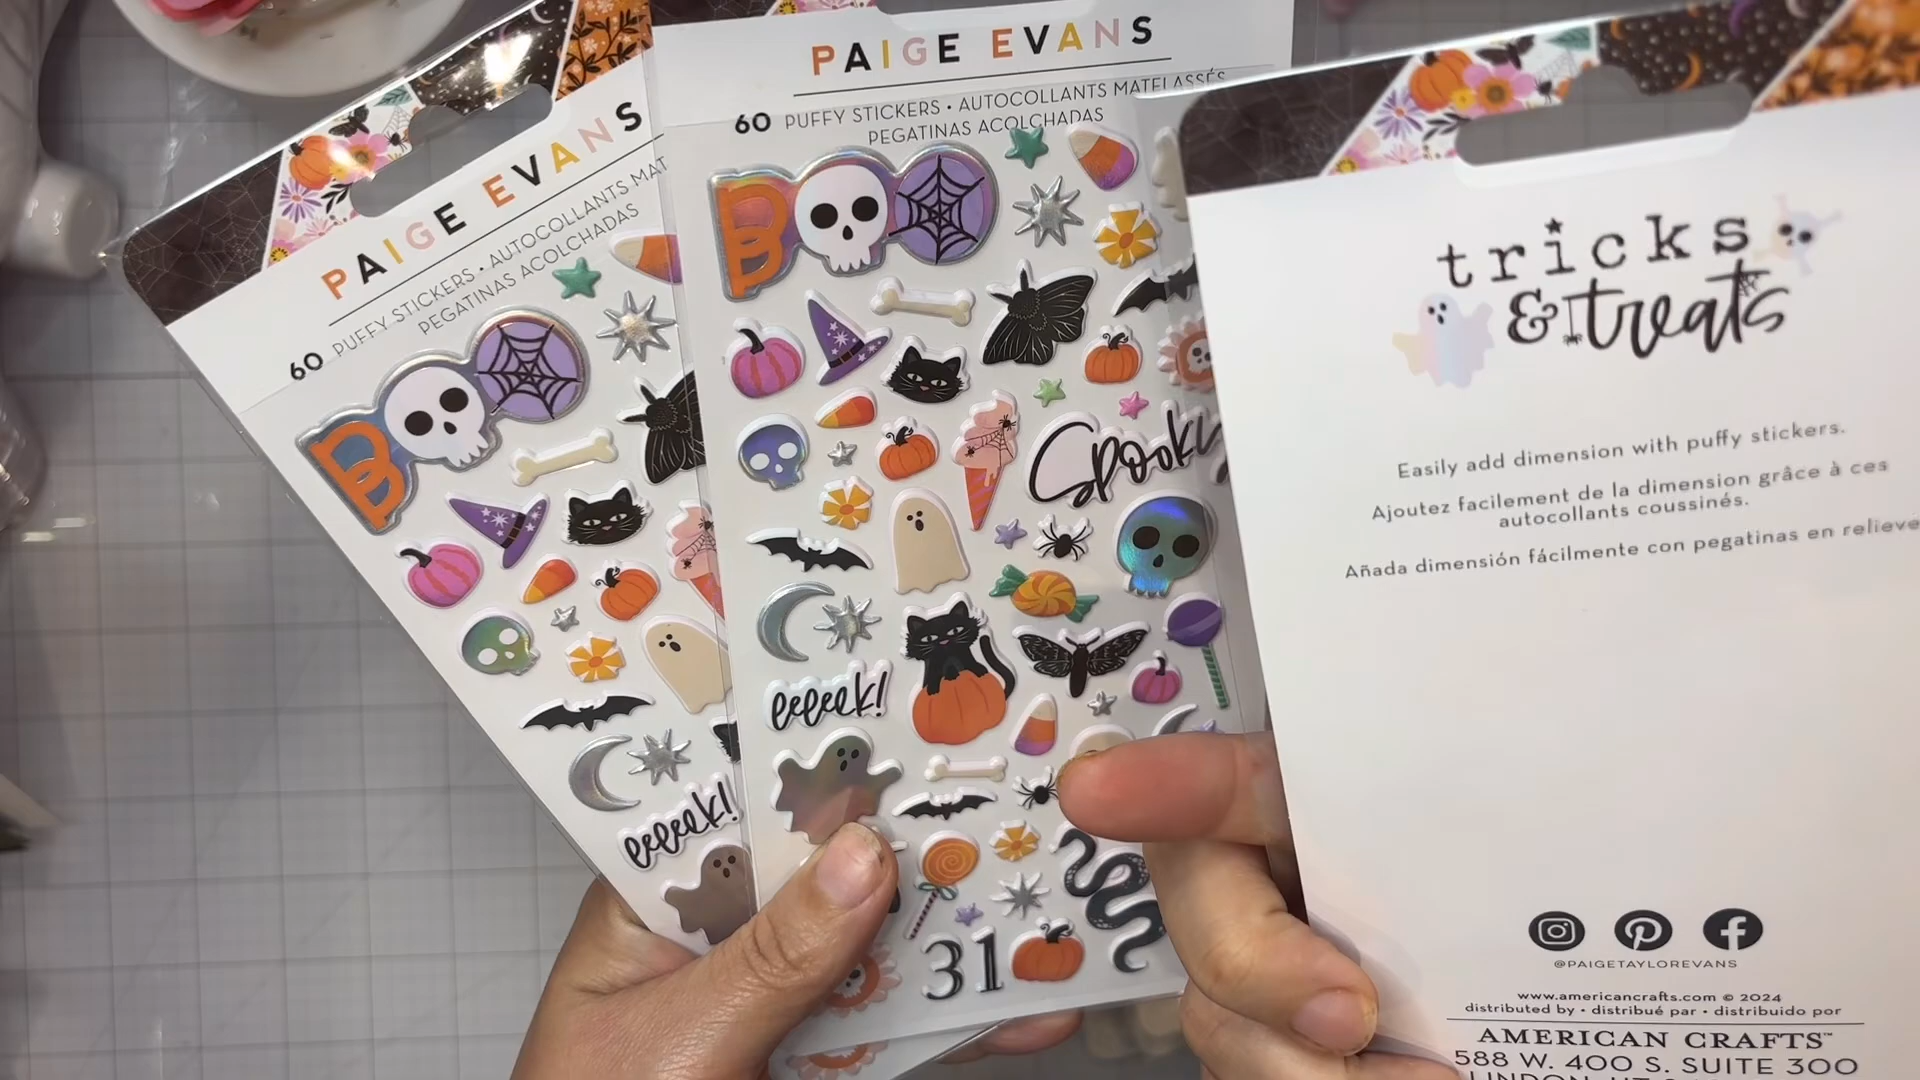 PAIGE EVANS
60 PUFFY STICKERS • AUTOCOLLANTS MAT
PEGATINAS ACOLCHADAS
BOO
eeeek!
PAIGE EVANS
60 PUFFY STICKERS • AUTOCOLLANTS MATELASSÉS
PEGATINAS ACOLCHADAS
BOO
Spooky
eeeek!
31
tricks
& treats
Easily add dimension with puffy stickers.
Ajoutez facilement de la dimension grâce à ces
autocollants coussinés.
Añada dimensión fácilmente con pegatinas en relieve
@PAIGETAYLOREVANS
www.americancrafts.com © 2024
distributed by • distribué par • distribuido por
AMERICAN CRAFTS™
588 W. 400 S. SUITE 300